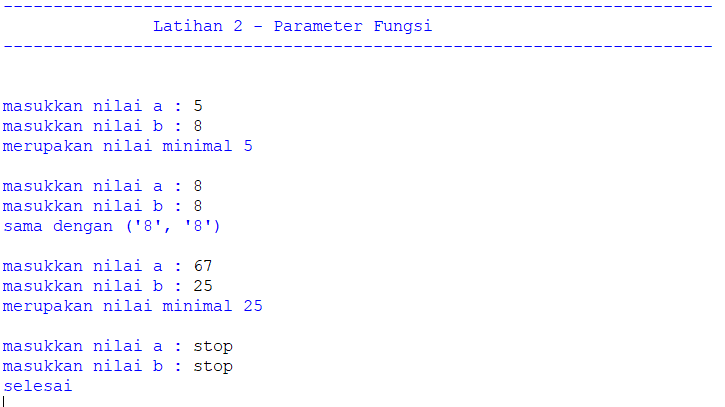 -----------------------------------------------------------------------
Latihan 2 - Parameter Fungsi
-----------------------------------------------------------------------
masukkan nilai a : 5
masukkan nilai b : 8
merupakan nilai minimal 5
masukkan nilai a : 8
masukkan nilai b : 8
sama dengan ('8', '8')
masukkan nilai a : 67
masukkan nilai b : 25
merupakan nilai minimal 25
masukkan nilai a : stop
masukkan nilai b : stop
selesai